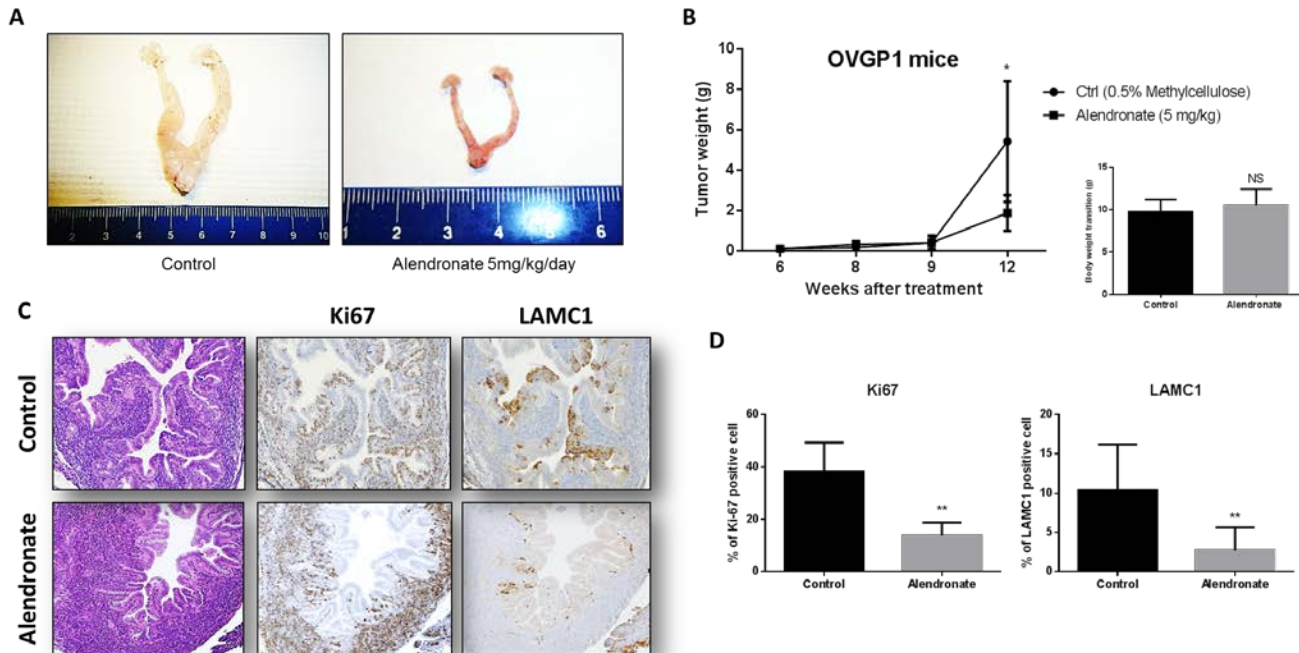 A
2 3 4 5 6 7 8 9 10
Control
1 2 3 4 5 6
Alendronate 5mg/kg/day
B
OVGP1 mice
Tumor weight (g)
10
8
6
4
2
0
*
6 8 9 12
Weeks after treatment
Ctrl (0.5% Methylcellulose)
Alendronate (5 mg/kg)
Body weight transition (g)
15
10
5
0
NS
Control Alendronate
C
Ki67 LAMC1
Control
Alendronate
D
Ki67
% of Ki-67 positive cell
60
40
20
0
**
Control Alendronate
LAMC1
% of LAMC1 positive cell
20
15
10
5
0
**
Control Alendronate